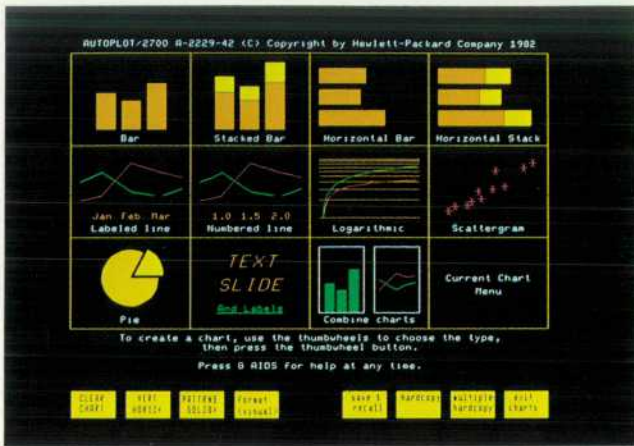 AUTOPLOT/2700 A-2229-42 (C) Copyright by Hewlett-Packard Company 1982
Bar
Stacked Bar
Horizontal Bar
Horizontal Stack
Jan Feb Mar
Labeled line
1.0 1.5 2.0
Numbered line
Logarithmic
Scattergram
Pie
TEXT
SLIDE
And Labels
Combine charts
Current Chart
Menu
To create a chart, use the thumbwheels to choose the type,
then press the thumbwheel button.
Press 8 AIDS for help at any time.
CLEAR
CHART
VERT
PATTERN
format
save &
recall
hardcopy
multiple
hardcopy
exit
charts